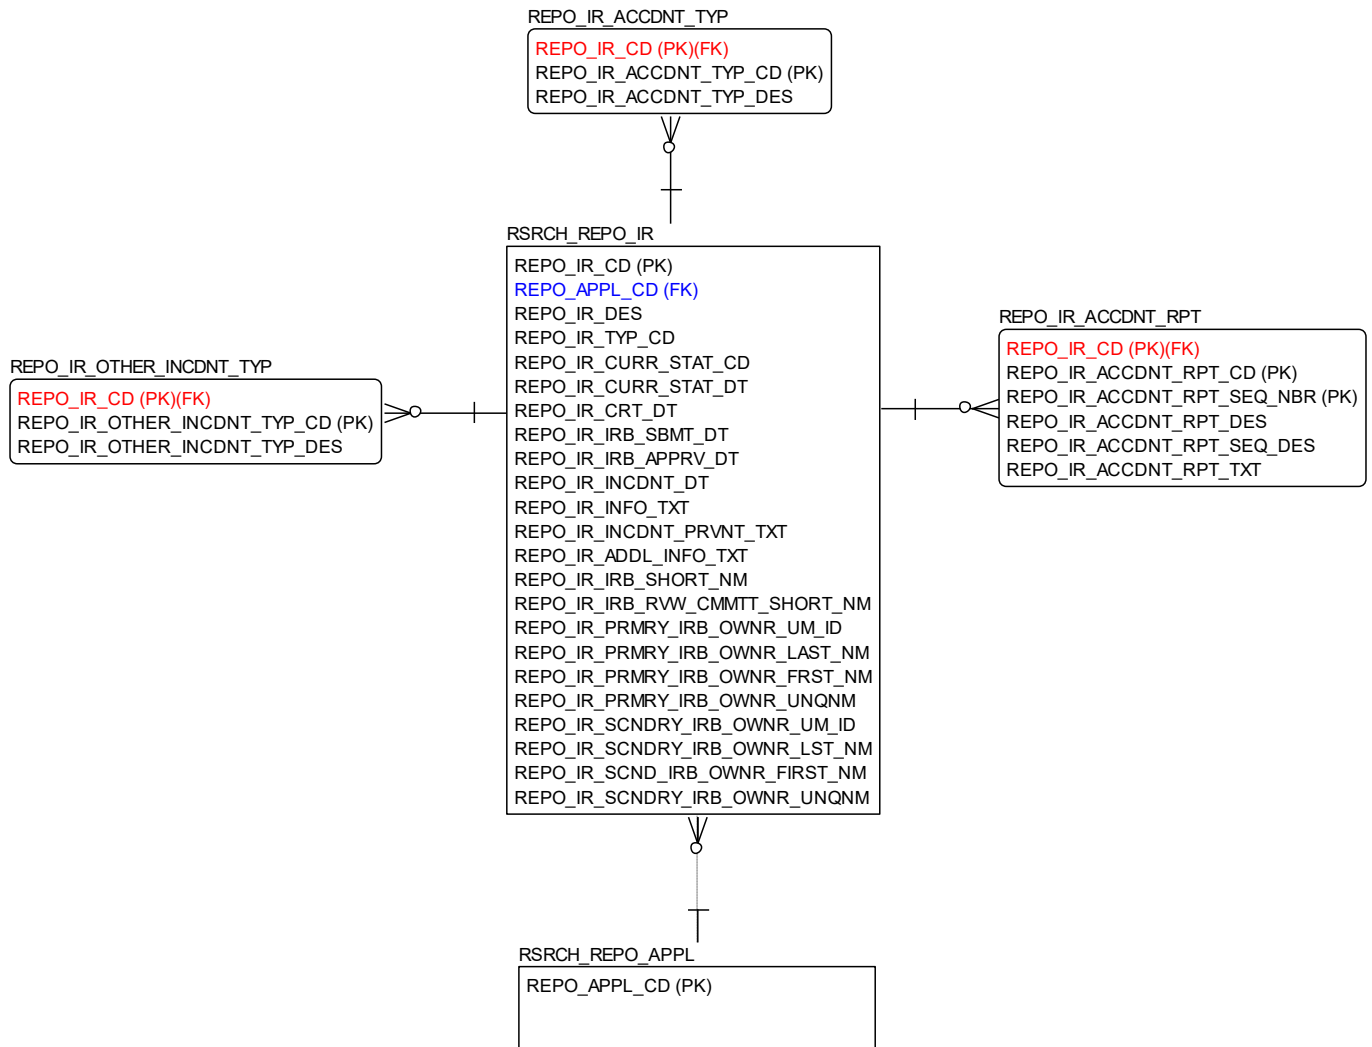 REPO_IR_ACCDNT_TYP
REPO_IR_CD (PK)(FK)
REPO_IR_ACCDNT_TYP_CD (PK)
REPO_IR_ACCDNT_TYP_DES
RSRCH_REPO_IR
REPO_IR_CD (PK)
REPO_APPL_CD (FK)
REPO_IR_DES
REPO_IR_TYP_CD
REPO_IR_CURR_STAT_CD
REPO_IR_CURR_STAT_DT
REPO_IR_CRT_DT
REPO_IR_IRB_SBMT_DT
REPO_IR_IRB_APPRV_DT
REPO_IR_INCDNT_DT
REPO_IR_INFO_TXT
REPO_IR_INCDNT_PRVNT_TXT
REPO_IR_ADDL_INFO_TXT
REPO_IR_IRB_SHORT_NM
REPO_IR_IRB_RVW_CMMTT_SHORT_NM
REPO_IR_PRMRY_IRB_OWNR_UM_ID
REPO_IR_PRMRY_IRB_OWNR_LAST_NM
REPO_IR_PRMRY_IRB_OWNR_FRST_NM
REPO_IR_PRMRY_IRB_OWNR_UNQNM
REPO_IR_SCNDRY_IRB_OWNR_UM_ID
REPO_IR_SCNDRY_IRB_OWNR_LST_NM
REPO_IR_SCND_IRB_OWNR_FIRST_NM
REPO_IR_SCNDRY_IRB_OWNR_UNQNM
REPO_IR_OTHER_INCDNT_TYP
REPO_IR_CD (PK)(FK)
REPO_IR_OTHER_INCDNT_TYP_CD (PK)
REPO_IR_OTHER_INCDNT_TYP_DES
REPO_IR_ACCDNT_RPT
REPO_IR_CD (PK)(FK)
REPO_IR_ACCDNT_RPT_CD (PK)
REPO_IR_ACCDNT_RPT_SEQ_NBR (PK)
REPO_IR_ACCDNT_RPT_DES
REPO_IR_ACCDNT_RPT_SEQ_DES
REPO_IR_ACCDNT_RPT_TXT
RSRCH_REPO_APPL
REPO_APPL_CD (PK)